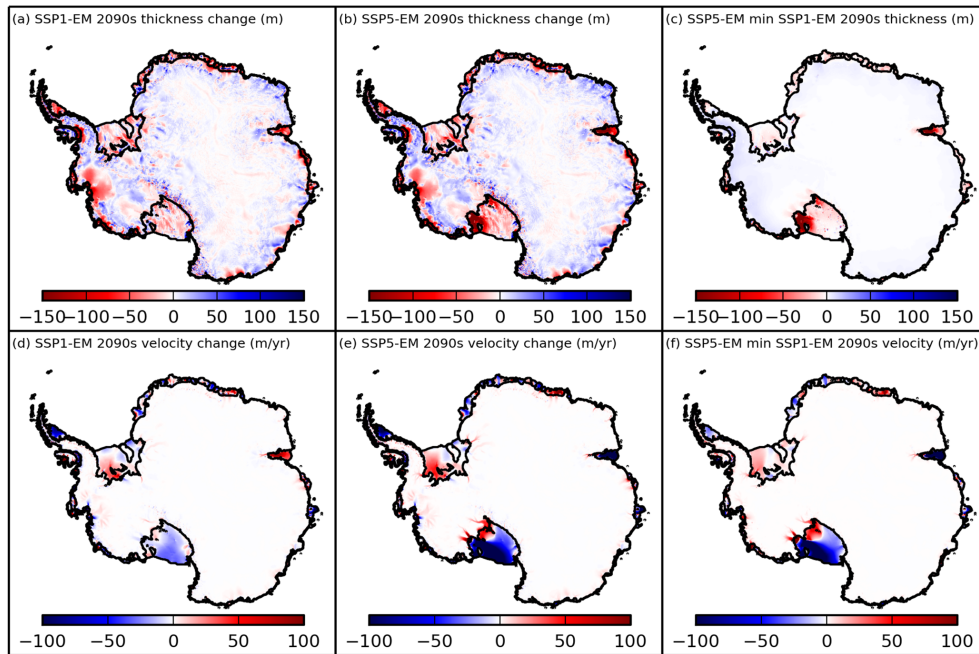 (a) SSP1-EM 2090s thickness change (m)
(b) SSP5-EM 2090s thickness change (m)
(c) SSP5-EM min SSP1-EM 2090s thickness (m)
−150−100 −50 0 50 100 150
−150−100 −50 0 50 100 150
−150−100 −50 0 50 100 150
(d) SSP1-EM 2090s velocity change (m/yr)
(e) SSP5-EM 2090s velocity change (m/yr)
(f) SSP5-EM min SSP1-EM 2090s velocity (m/yr)
−100 −50 0 50 100
−100 −50 0 50 100
−100 −50 0 50 100